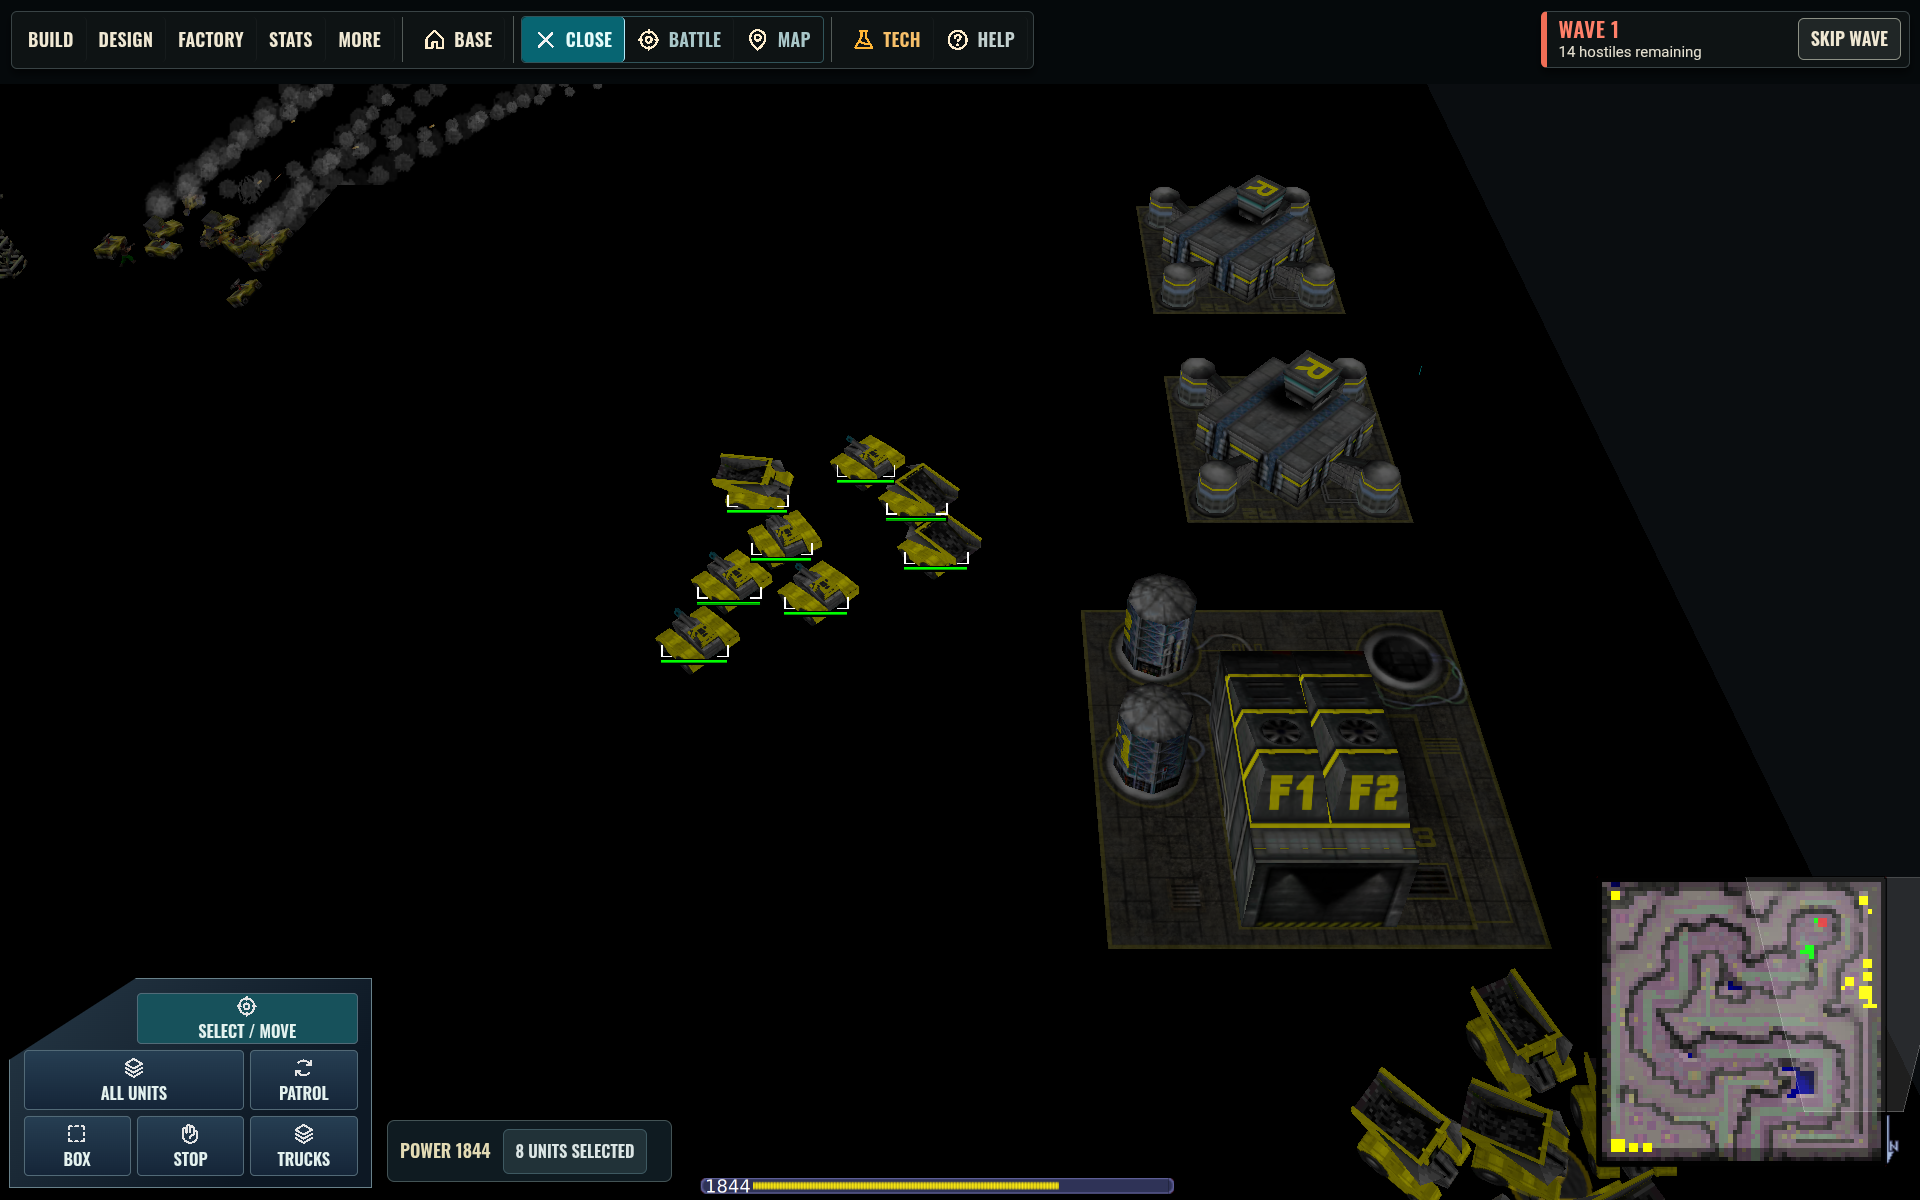 BUILD DESIGN FACTORY STATS MORE BASE CLOSE BATTLE MAP TECH HELP
WAVE 1
14 hostiles remaining
SKIP WAVE
R
R
F1 F2
3
SELECT / MOVE
ALL UNITS PATROL
BOX STOP TRUCKS
POWER 1844 8 UNITS SELECTED
1844
N